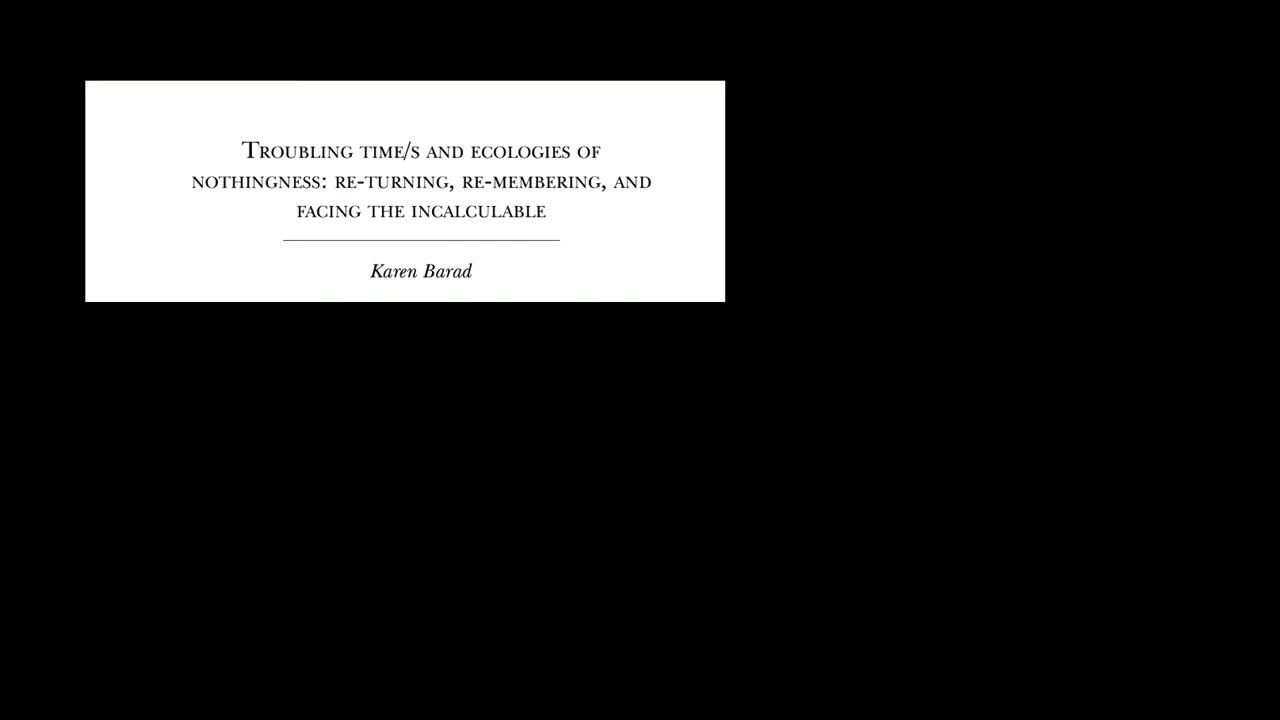 Troubling time/s and ecologies of
nothingness: re-turning, re-membering, and
facing the incalculable
Karen Barad